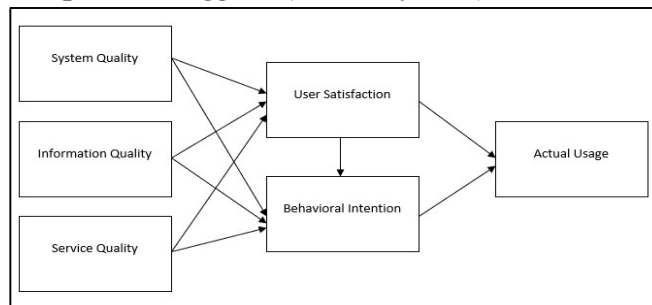 System Quality
User Satisfaction
Information Quality
Actual Usage
Behavioral Intention
Service Quality